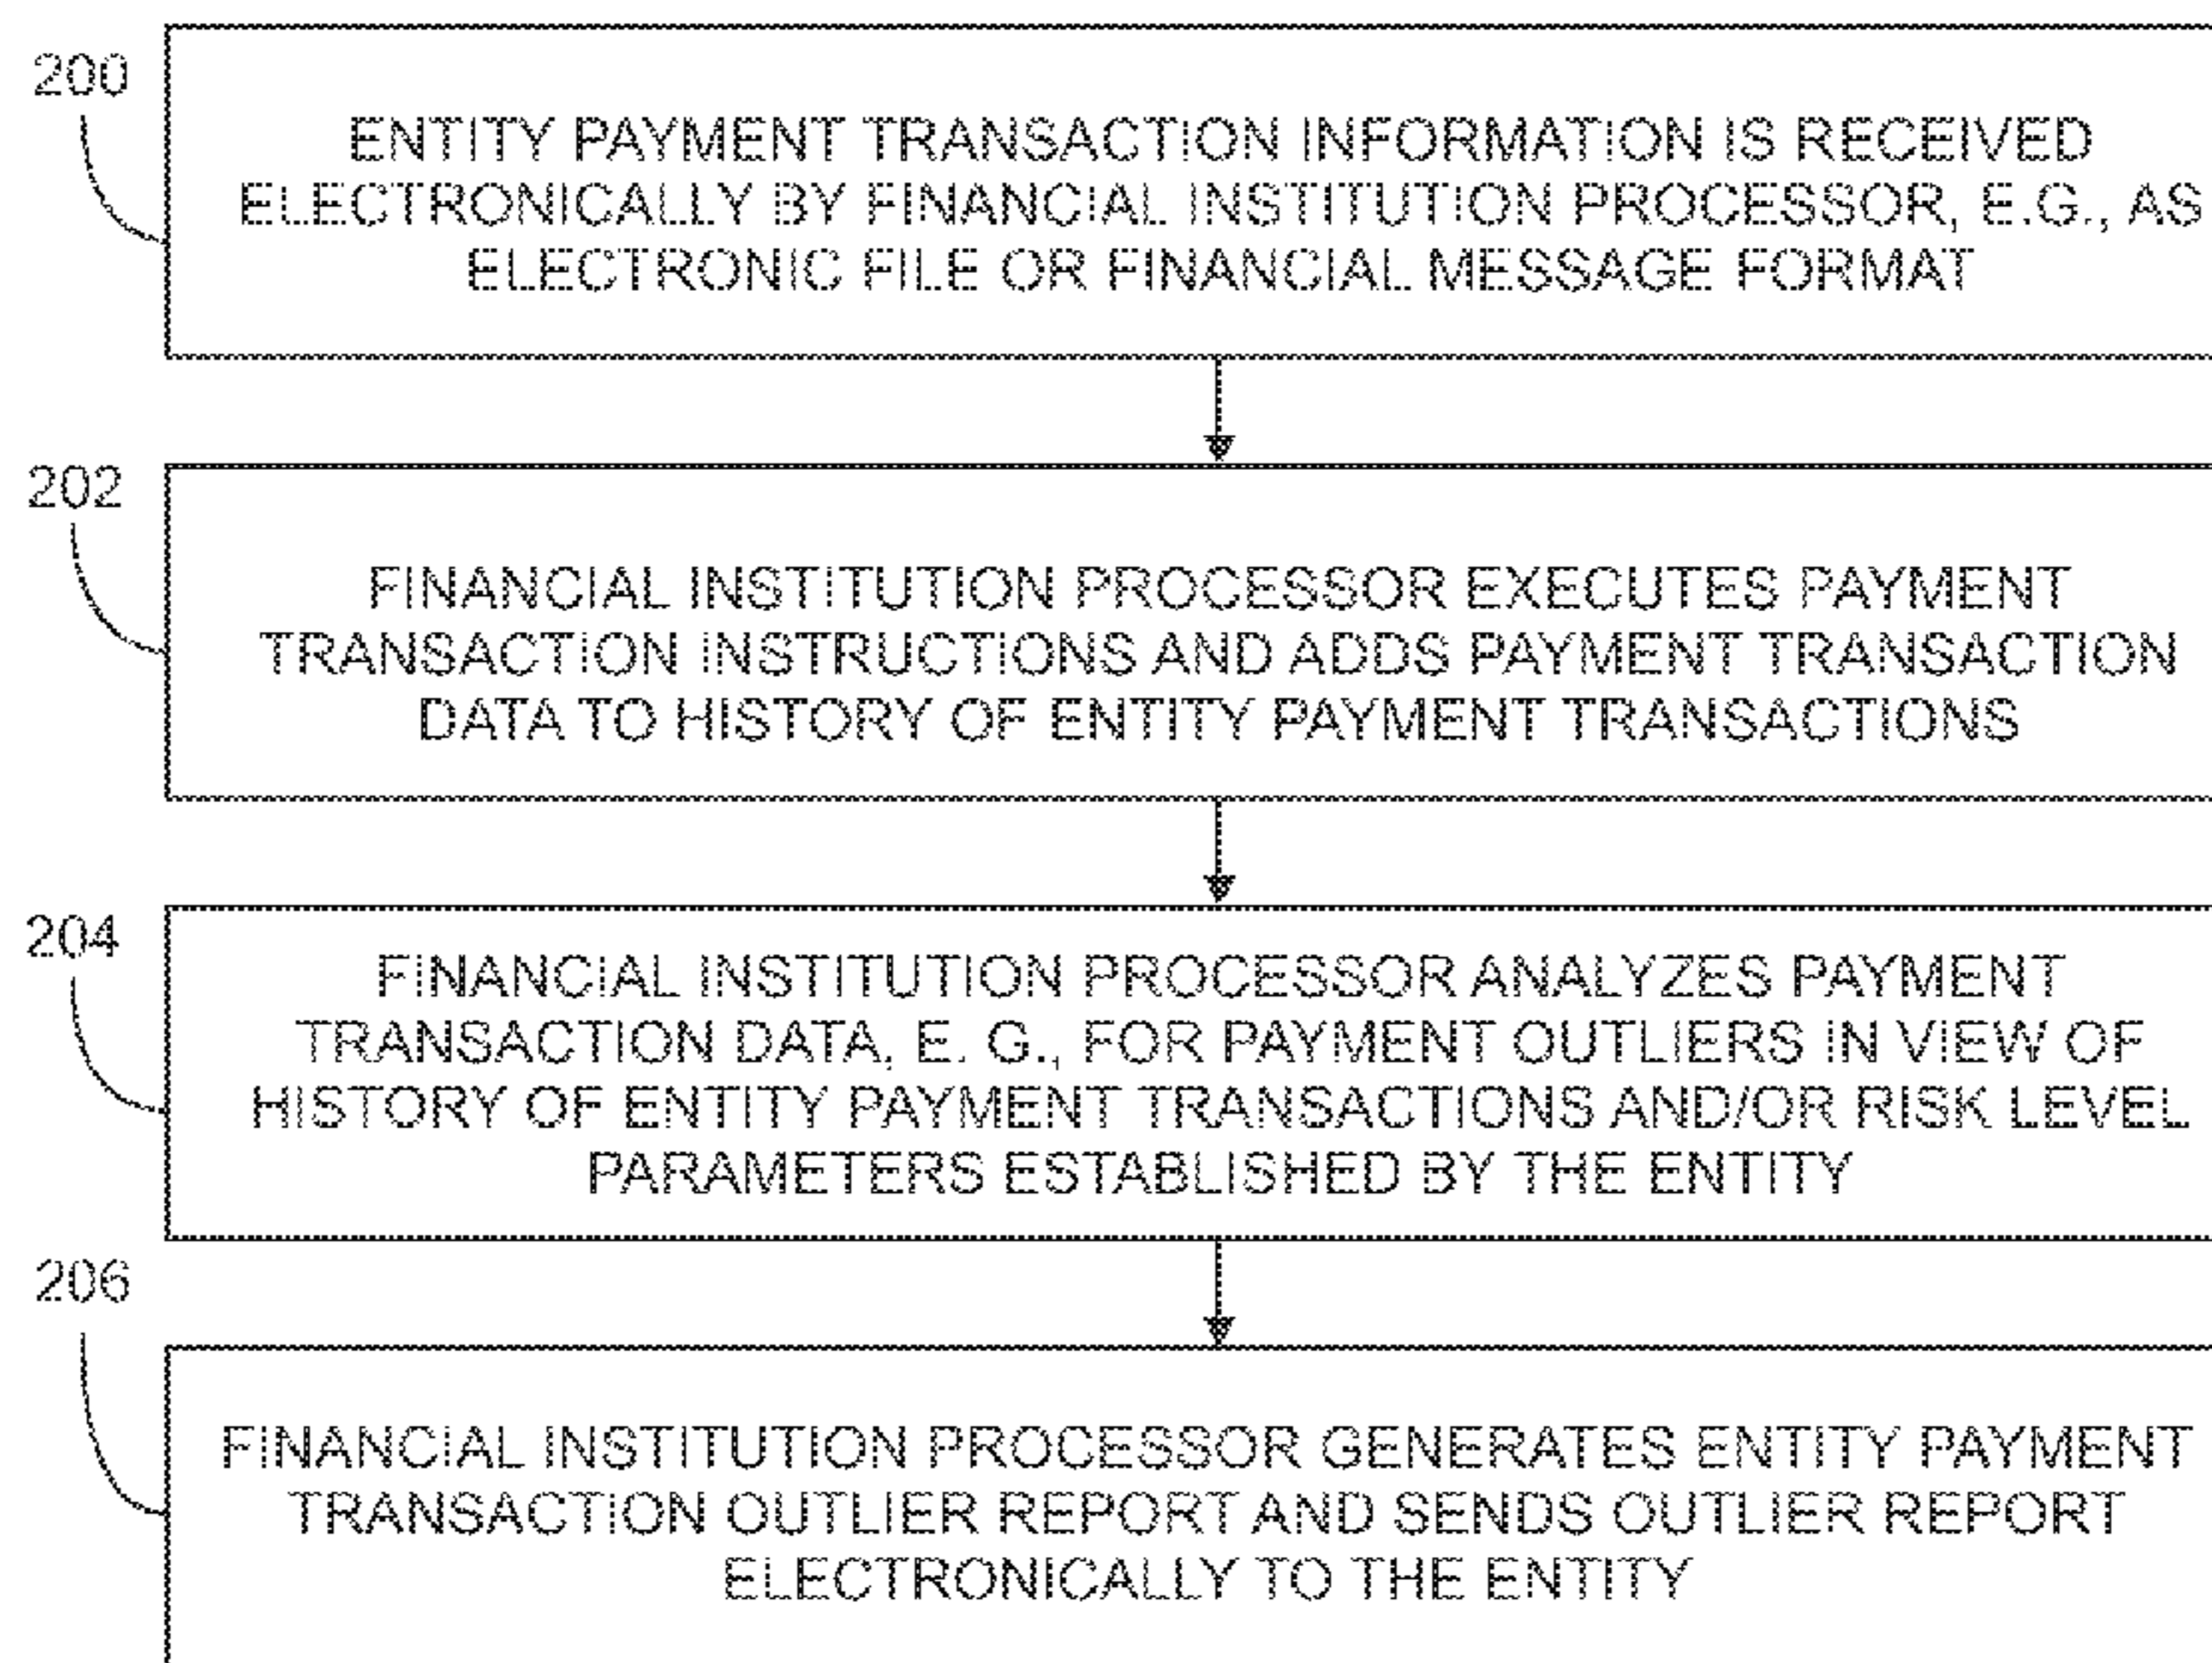 200
ENTITY PAYMENT TRANSACTION INFORMATION IS RECEIVED
ELECTRONICALLY BY FINANCIAL INSTITUTION PROCESSOR, E.G., AS
ELECTRONIC FILE OR FINANCIAL MESSAGE FORMAT
202
FINANCIAL INSTITUTION PROCESSOR EXECUTES PAYMENT
TRANSACTION INSTRUCTIONS AND ADDS PAYMENT TRANSACTION
DATA TO HISTORY OF ENTITY PAYMENT TRANSACTIONS
204
FINANCIAL INSTITUTION PROCESSOR ANALYZES PAYMENT
TRANSACTION DATA, E. G., FOR PAYMENT OUTLIERS IN VIEW OF
HISTORY OF ENTITY PAYMENT TRANSACTIONS AND/OR RISK LEVEL
PARAMETERS ESTABLISHED BY THE ENTITY
206
FINANCIAL INSTITUTION PROCESSOR GENERATES ENTITY PAYMENT
TRANSACTION OUTLIER REPORT AND SENDS OUTLIER REPORT
ELECTRONICALLY TO THE ENTITY